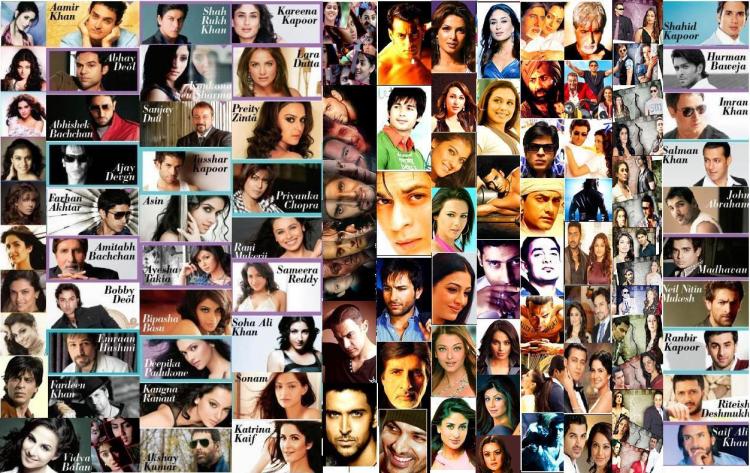 Aamir
Khan
Abhay
Deol
Abhishek
Bachchan
Ajay
Devgn
Farhan
Akhtar
Amitabh
Bachchan
Bobby
Deol
Emraan
Hashmi
Fardeen
Khan
Vidya
Balan
Shah
Rukh
Khan
Sanjay
Dutt
Tusshar
Kapoor
Asin
Ayesha
Takia
Bipasha
Basu
Deepika
Padukone
Kangna
Ranaut
Akshay
Kumar
Kareena
Kapoor
Lara
Dutta
Preity
Zinta
Priyanka
Chopra
Rani
Mukerji
Sameera
Reddy
Soha Ali
Khan
Sonam
Katrina
Kaif
Shahid
Kapoor
Hurman
Baweja
Imran
Khan
Salman
Khan
John
Abraham
Madhavan
Neil Nitin
Mukesh
Ranbir
Kapoor
Riteish
Deshmukh
Saif Ali
Khan